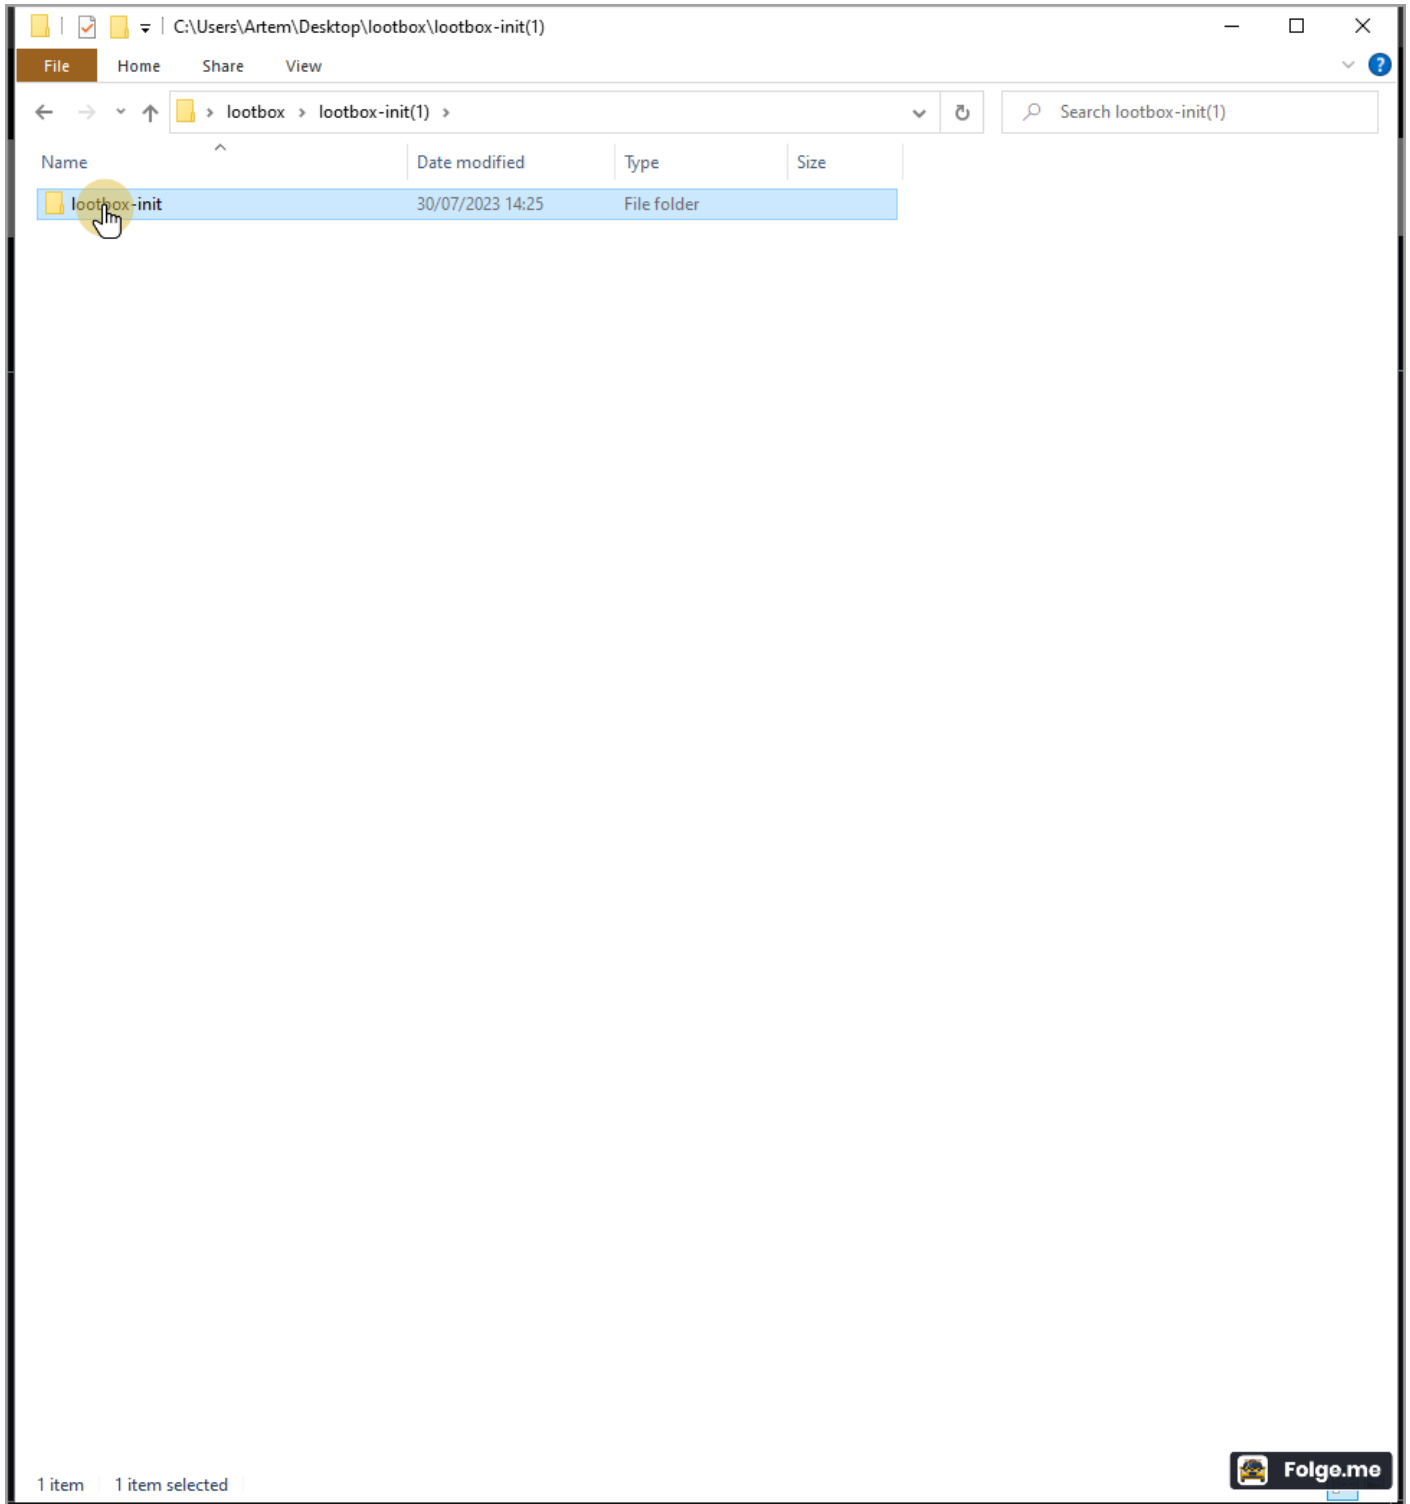 C:\Users\Artem\Desktop\lootbox\lootbox-init(1)
File Home Share View ?
lootbox lootbox-init(1) Search lootbox-init(1)
Name Date modified Type Size
lootbox-init 30/07/2023 14:25 File folder
1 item 1 item selected
Folge.me